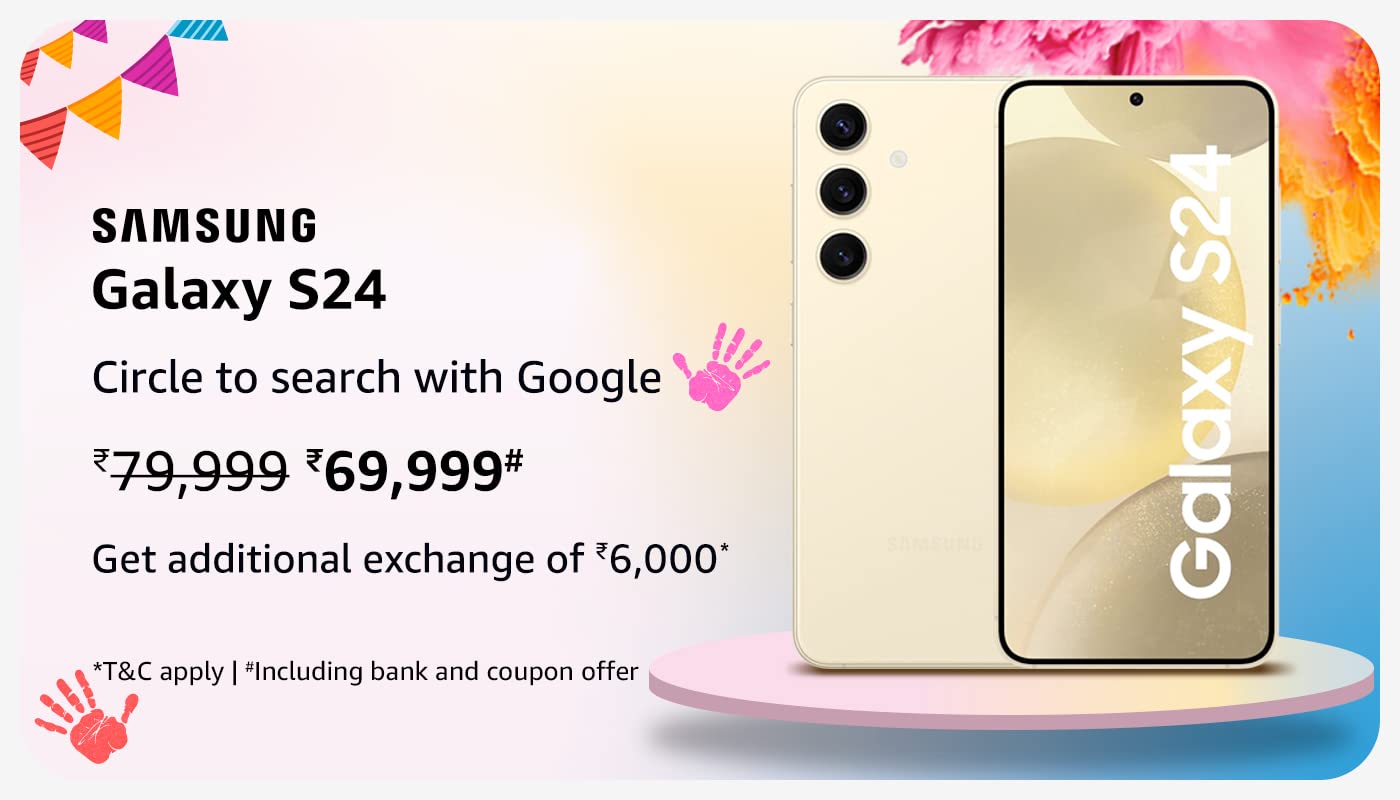 SAMSUNG
Galaxy S24
Circle to search with Google
₹79,999 ₹69,999#
Get additional exchange of ₹6,000*
*T&C apply | #Including bank and coupon offer
SAMSUNG
Galaxy S24